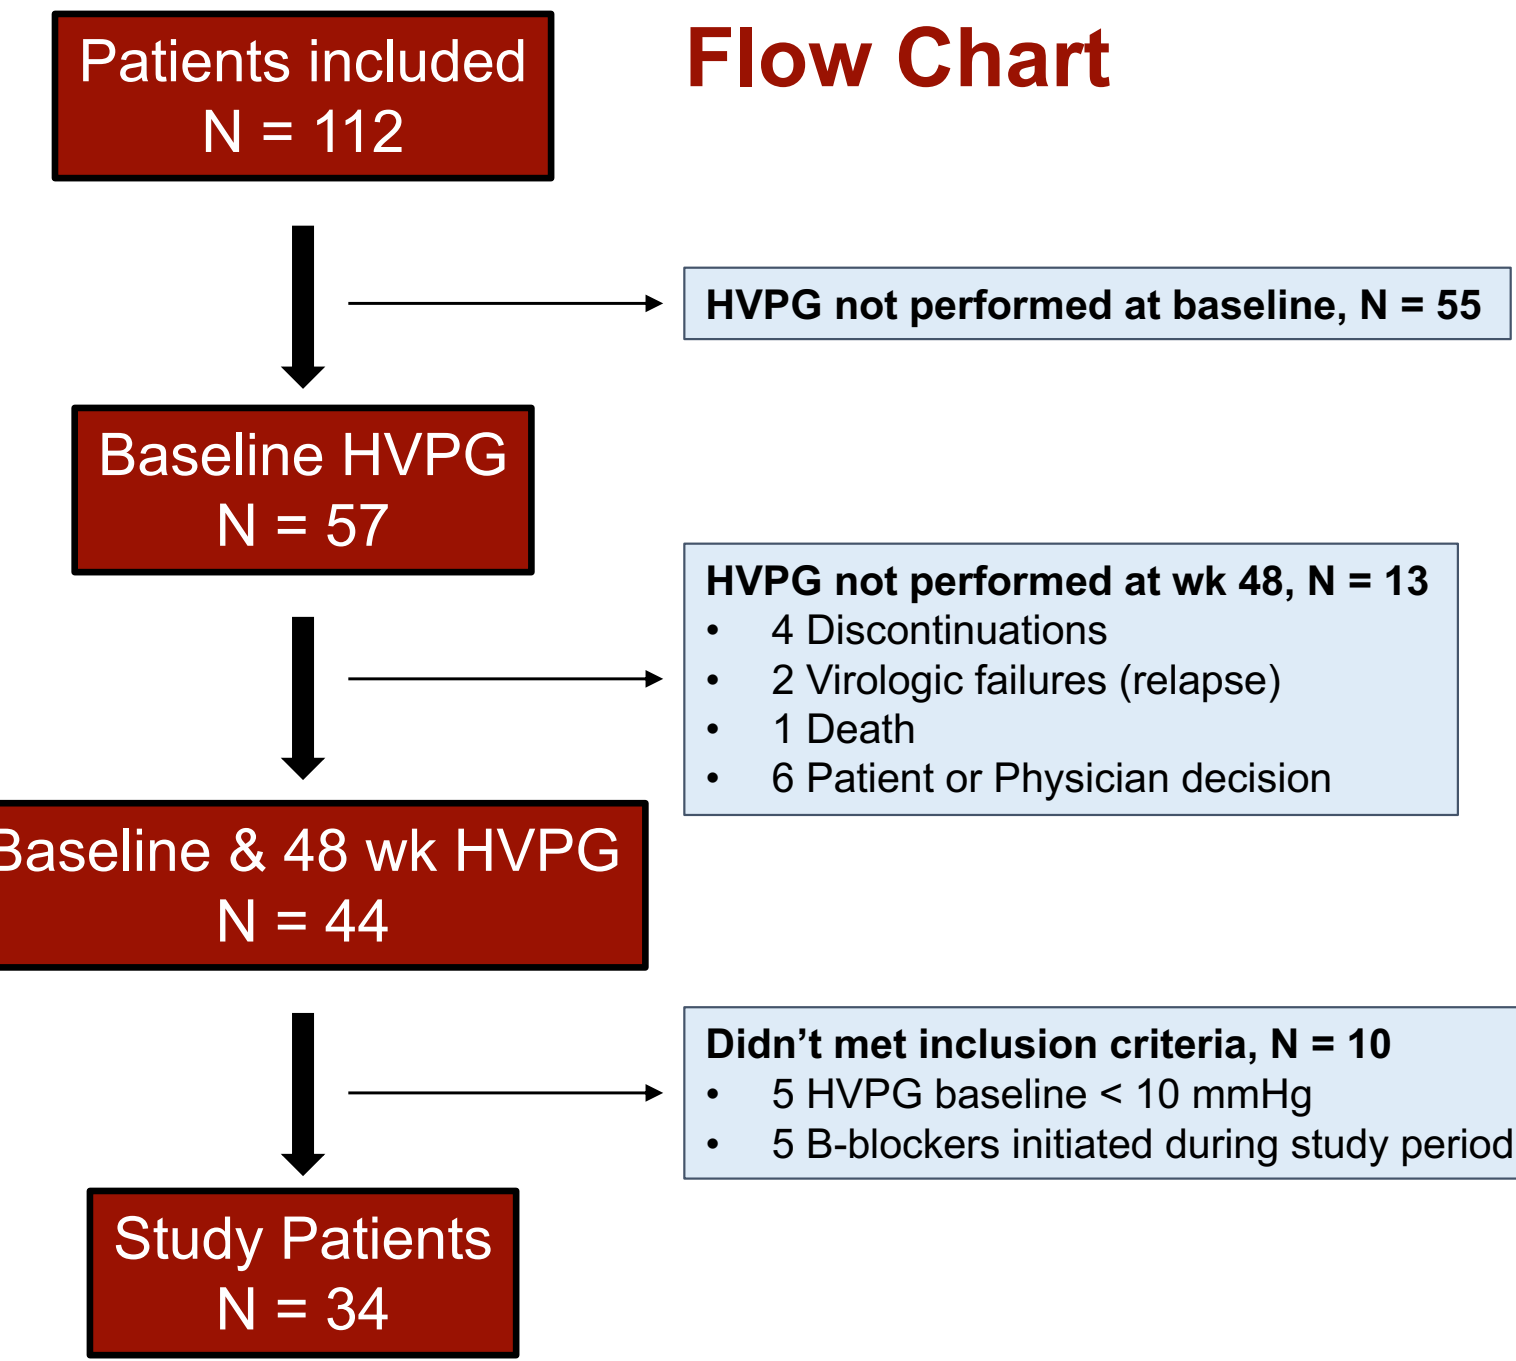 Flow Chart
Patients included
N = 112
HVPG not performed at baseline, N = 55
Baseline HVPG
N = 57
HVPG not performed at wk 48, N = 13
• 4 Discontinuations
• 2 Virologic failures (relapse)
• 1 Death
• 6 Patient or Physician decision
Baseline & 48 wk HVPG
N = 44
Didn’t met inclusion criteria, N = 10
• 5 HVPG baseline < 10 mmHg
• 5 B-blockers initiated during study period
Study Patients
N = 34